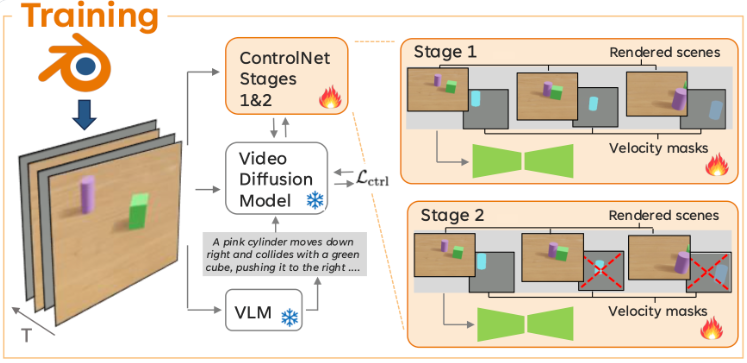 Training
ControlNet
Stages
1&2
Video
Diffusion
Model
ℒctrl
A pink cylinder moves down
right and collides with a green
cube, pushing it to the right ....
VLM
T
Stage 1
Rendered scenes
Velocity masks
Stage 2
Rendered scenes
Velocity masks